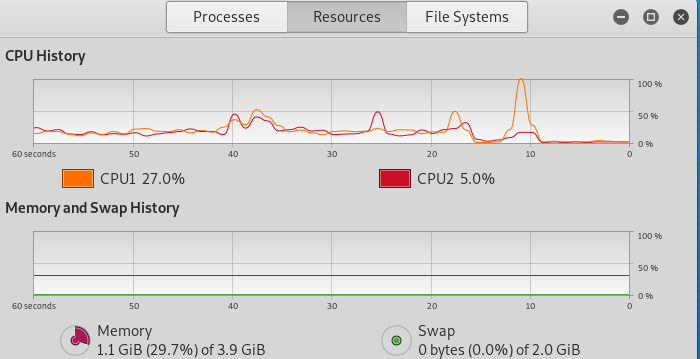 Processes Resources File Systems
CPU History
100 %
50 %
0 %
60 seconds 50 40 30 20 10 0
CPU1 27.0% CPU2 5.0%
Memory and Swap History
100 %
50 %
0 %
60 seconds 50 40 30 20 10 0
Memory Swap
1.1 GiB (29.7%) of 3.9 GiB 0 bytes (0.0%) of 2.0 GiB